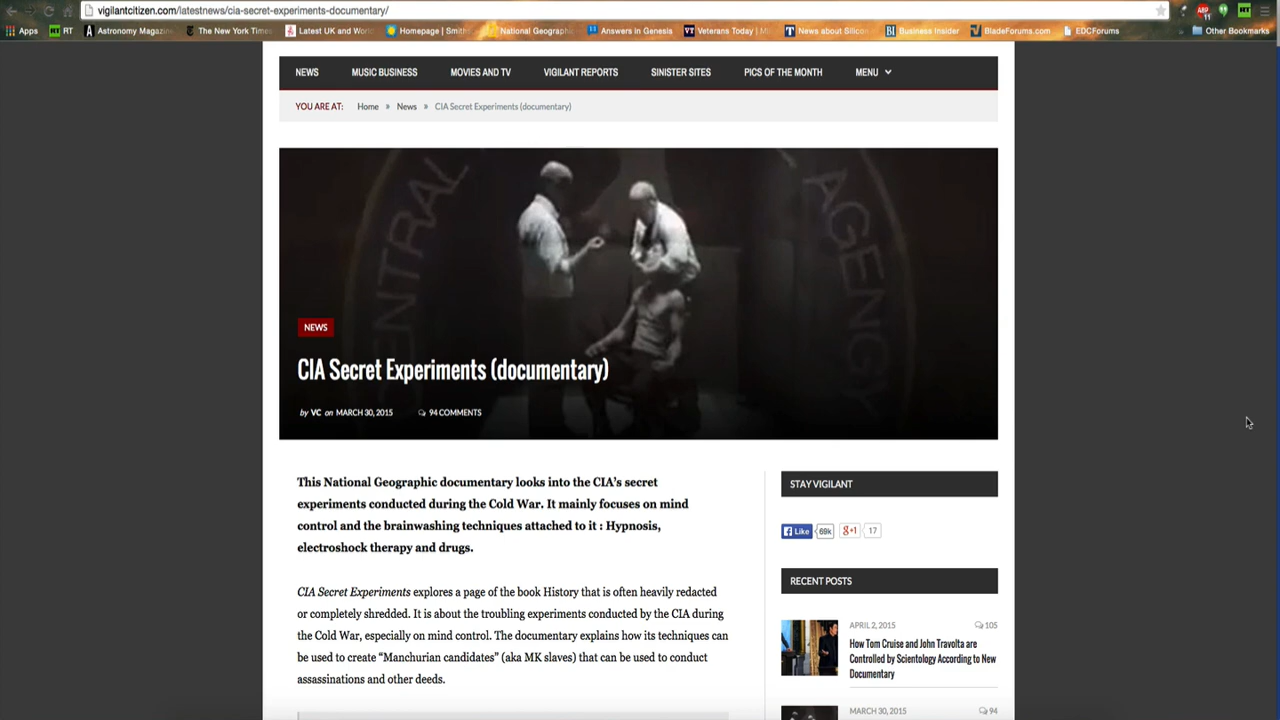 vigilantcitizen.com/latestnews/cia-secret-experiments-documentary/
Apps RT Astronomy Magazin The New York Time Latest UK and Worl Homepage | Smith National Geograph Answers in Genesis Veterans Today | M News about Silico Business Insider BladeForums.com EDCForums Other Bookmarks
NEWS MUSIC BUSINESS MOVIES AND TV VIGILANT REPORTS SINISTER SITES PICS OF THE MONTH MENU
YOU ARE AT: Home » News » CIA Secret Experiments (documentary)
CENTRAL AGENCY
NEWS
CIA Secret Experiments (documentary)
by VC on MARCH 30, 2015 94 COMMENTS
This National Geographic documentary looks into the CIA's secret
experiments conducted during the Cold War. It mainly focuses on mind
control and the brainwashing techniques attached to it : Hypnosis,
electroshock therapy and drugs.
CIA Secret Experiments explores a page of the book History that is often heavily redacted
or completely shredded. It is about the troubling experiments conducted by the CIA during
the Cold War, especially on mind control. The documentary explains how its techniques can
be used to create “Manchurian candidates” (aka MK slaves) that can be used to conduct
assassinations and other deeds.
STAY VIGILANT
Like 69k g+1 17
RECENT POSTS
APRIL 2, 2015 105
How Tom Cruise and John Travolta are
Controlled by Scientology According to New
Documentary
MARCH 30, 2015 94